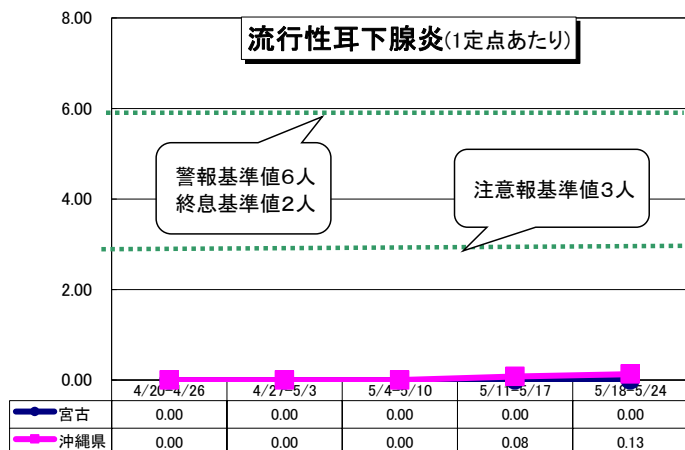 8.00
流行性耳下腺炎(1定点あたり)
6.00
警報基準値6人
終息基準値2人
注意報基準値3人
4.00
2.00
0.00
4/20-4/26 4/27-5/3 5/4-5/10 5/11-5/17 5/18-5/24
宮古 0.00 0.00 0.00 0.00 0.00
沖縄県 0.00 0.00 0.00 0.08 0.13